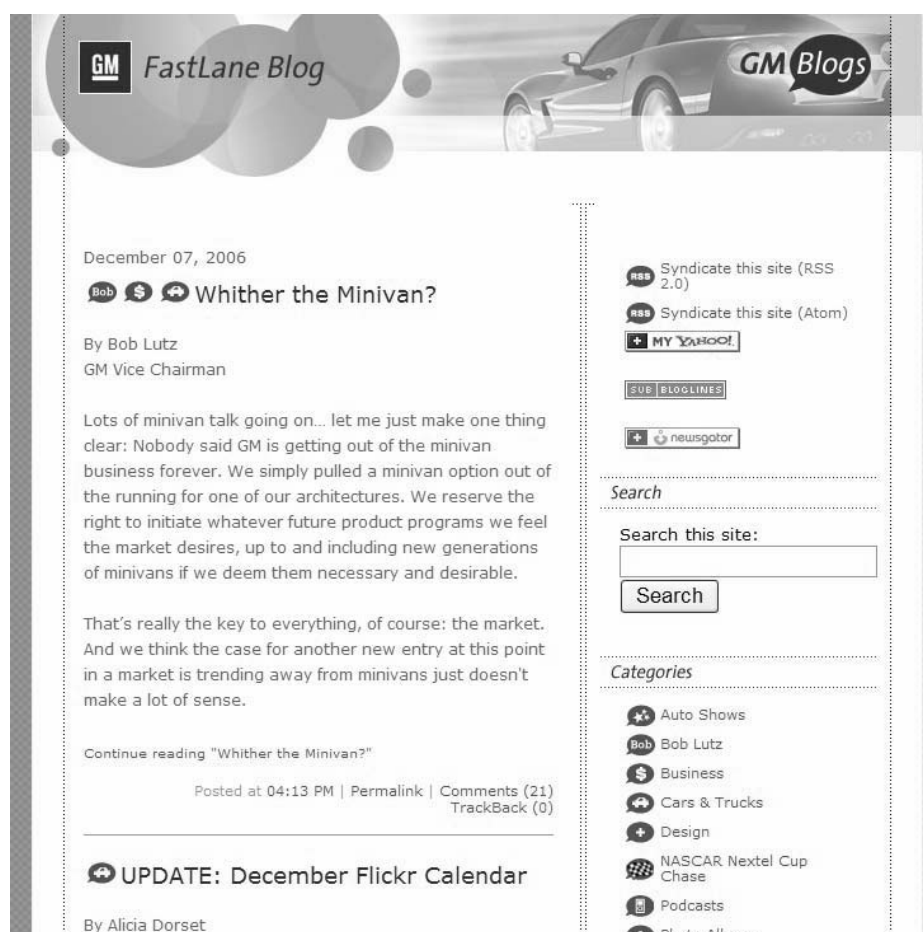 GM FastLane Blog
GM Blogs
December 07, 2006
Bob $ Whither the Minivan?
By Bob Lutz
GM Vice Chairman
Lots of minivan talk going on... let me just make one thing
clear: Nobody said GM is getting out of the minivan
business forever. We simply pulled a minivan option out of
the running for one of our architectures. We reserve the
right to initiate whatever future product programs we feel
the market desires, up to and including new generations
of minivans if we deem them necessary and desirable.
That's really the key to everything, of course: the market.
And we think the case for another new entry at this point
in a market is trending away from minivans just doesn't
make a lot of sense.
Continue reading "Whither the Minivan?"
Posted at 04:13 PM | Permalink | Comments (21)
TrackBack (0)
UPDATE: December Flickr Calendar
By Alicia Dorset
RSS Syndicate this site (RSS
2.0)
RSS Syndicate this site (Atom)
+ MY YAHOO!
SUB BLOGLINES
+ newsgator
Search
Search this site:
Search
Categories
Auto Shows
Bob Bob Lutz
$ Business
Cars & Trucks
+ Design
NASCAR Nextel Cup
Chase
Podcasts